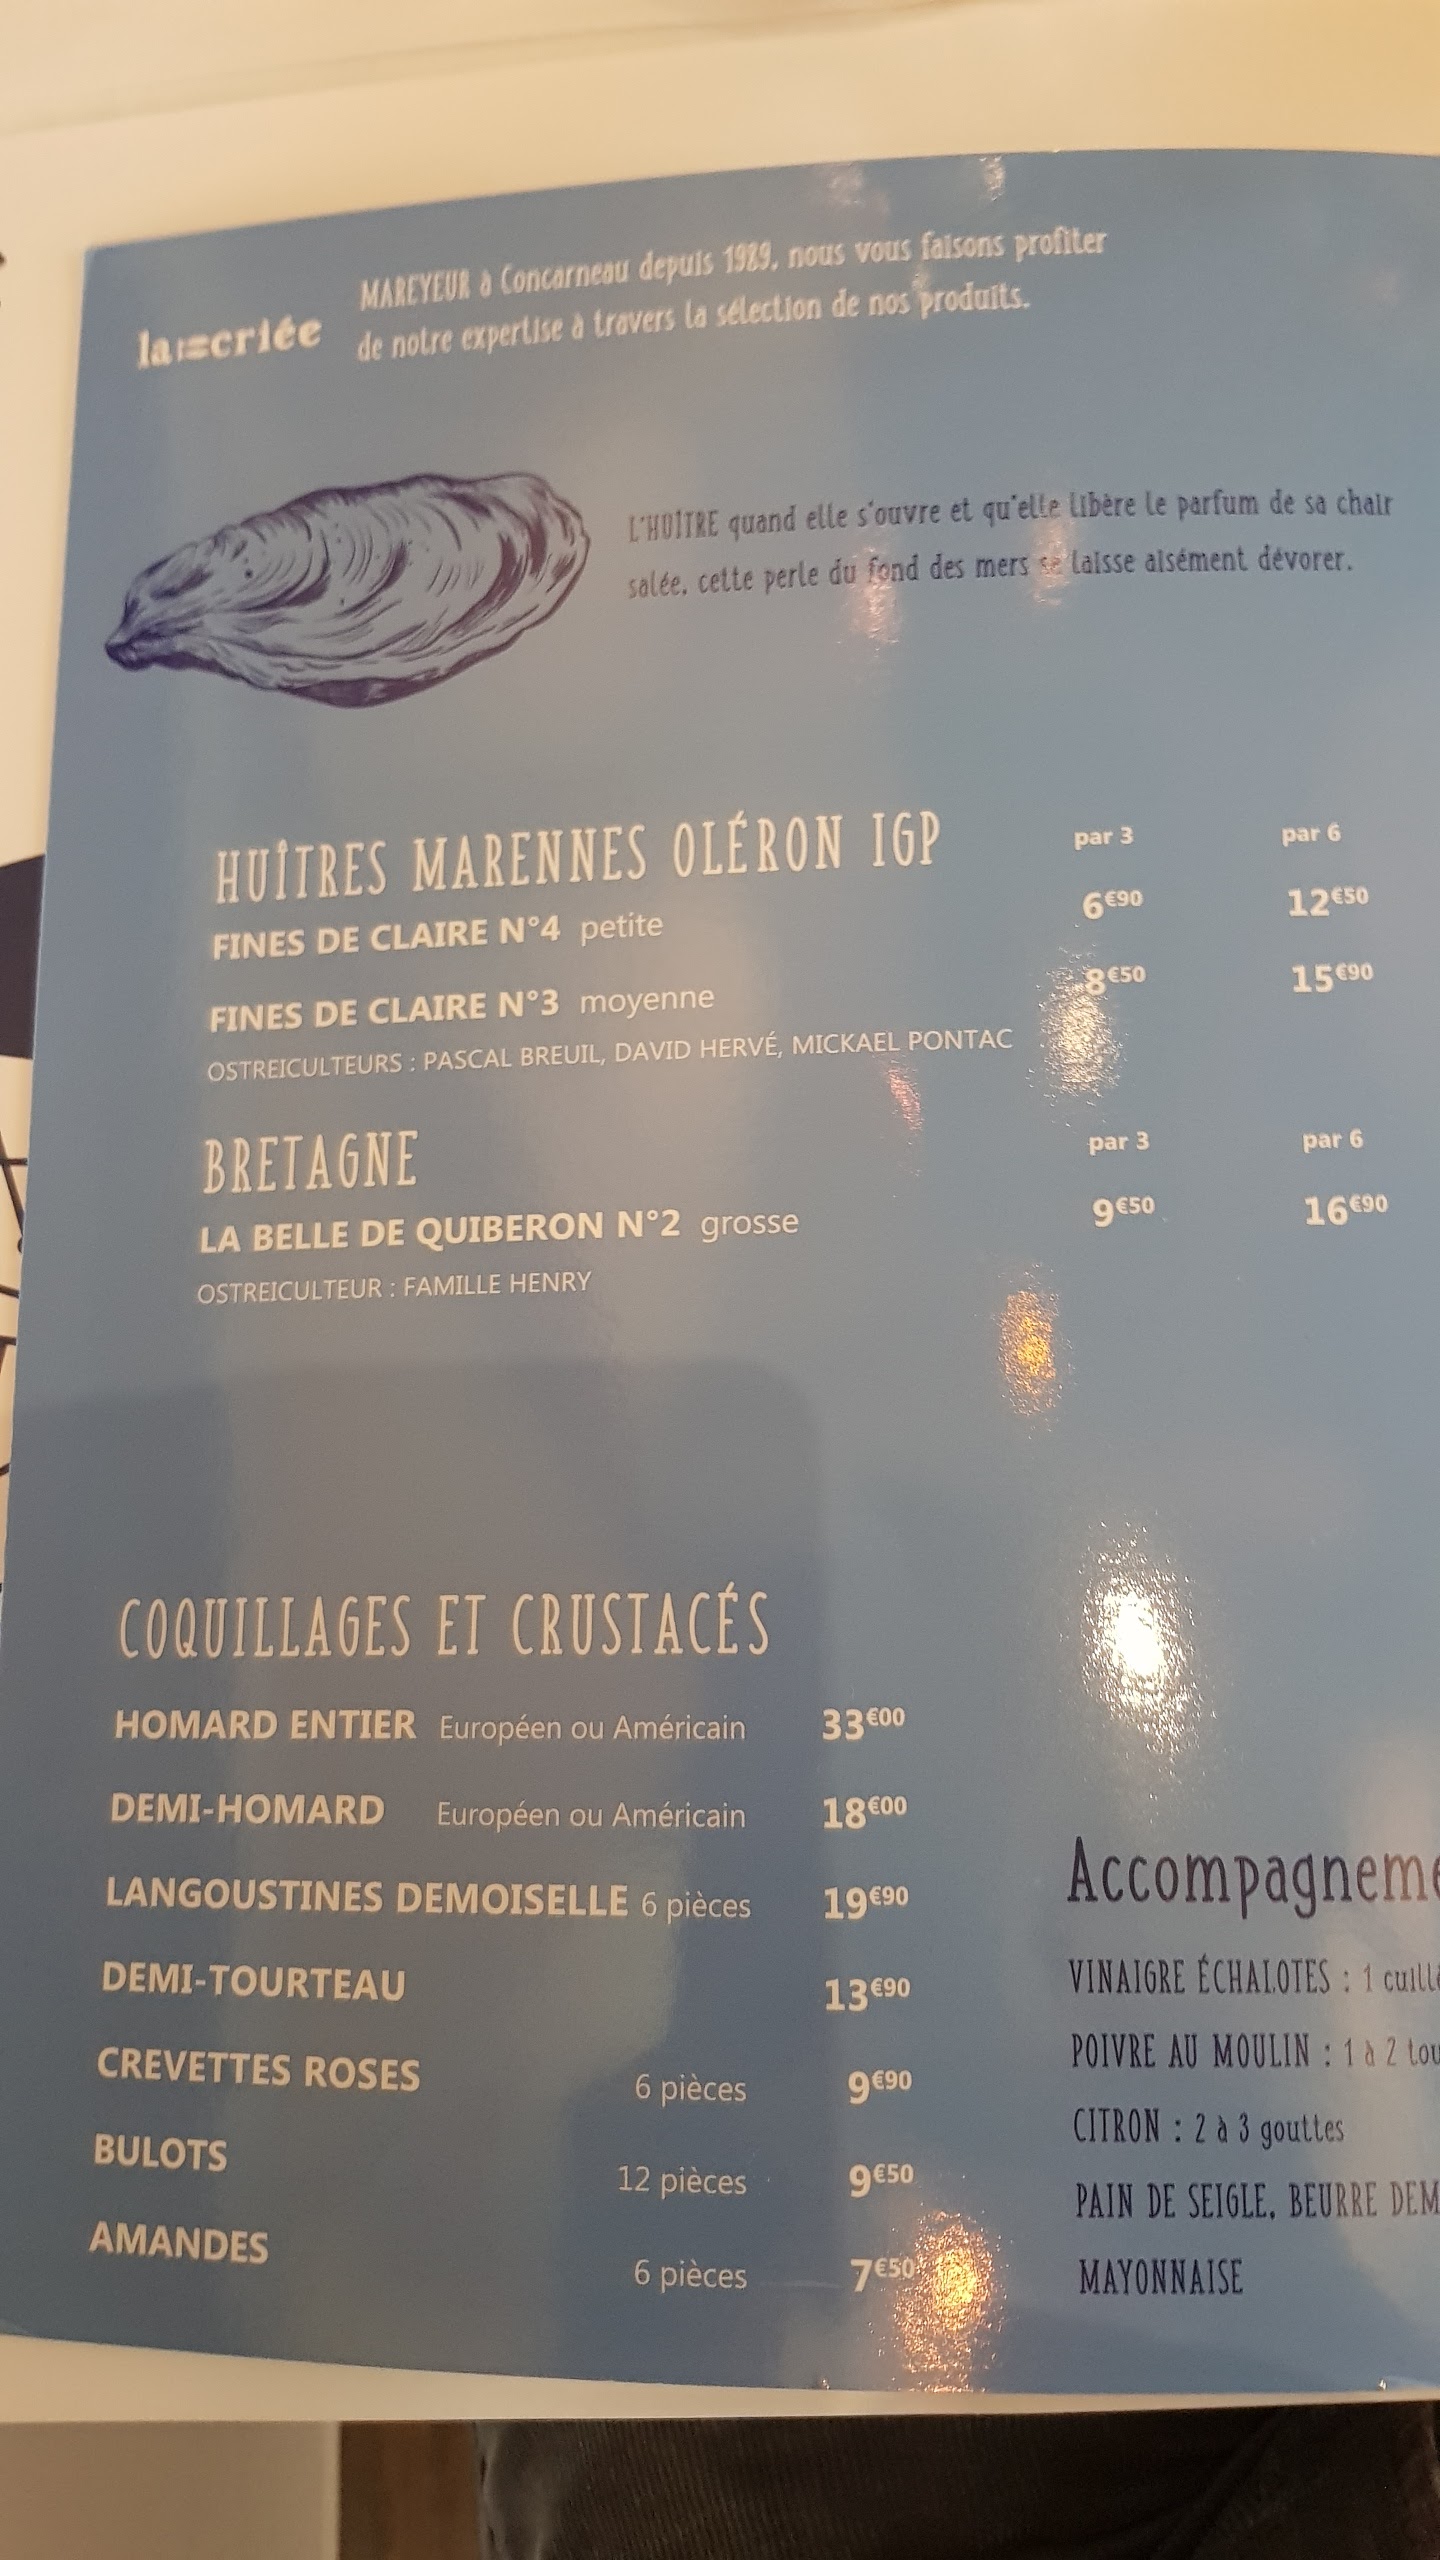 la criée
MAREYEUR à Concarneau depuis 1989, nous vous faisons profiter
de notre expertise à travers la sélection de nos produits.
L'HUÎTRE quand elle s'ouvre et qu'elle libère le parfum de sa chair
salée, cette perle du fond des mers se laisse aisément dévorer.
HUÎTRES MARENNES OLÉRON IGP par 3 par 6
FINES DE CLAIRE N°4 petite 6€90 12€50
FINES DE CLAIRE N°3 moyenne 8€50 15€90
OSTREICULTEURS : PASCAL BREUIL, DAVID HERVÉ, MICKAEL PONTAC
BRETAGNE par 3 par 6
LA BELLE DE QUIBERON N°2 grosse 9€50 16€90
OSTREICULTEUR : FAMILLE HENRY
COQUILLAGES ET CRUSTACÉS
HOMARD ENTIER Européen ou Américain 33€00
DEMI-HOMARD Européen ou Américain 18€00
LANGOUSTINES DEMOISELLE 6 pièces 19€90
DEMI-TOURTEAU 13€90
CREVETTES ROSES 6 pièces 9€90
BULOTS 12 pièces 9€50
AMANDES 6 pièces 7€50
Accompagneme
VINAIGRE ÉCHALOTES : 1 cuill
POIVRE AU MOULIN : 1 à 2 tou
CITRON : 2 à 3 gouttes
PAIN DE SEIGLE, BEURRE DEM
MAYONNAISE